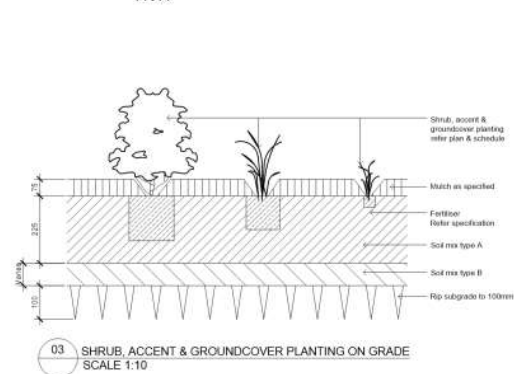 Shrub, accent &
groundcover planting
refer plan & schedule
75
Mulch as specified
225
Fertiliser
Refer specification
Soil mix type A
Varies
Soil mix type B
100
Rip subgrade to 100mm
03 SHRUB, ACCENT & GROUNDCOVER PLANTING ON GRADE
SCALE 1:10